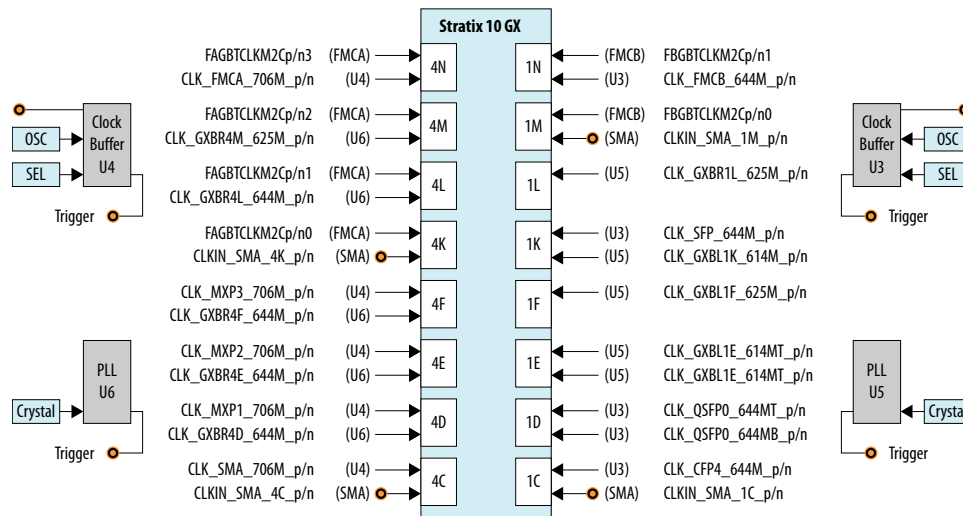 Stratix 10 GX
FAGBTCLKM2Cp/n3 (FMCA) 4N 1N (FMCB) FBGBTCLKM2Cp/n1
CLK_FMCA_706M_p/n (U4) (U3) CLK_FMCB_644M_p/n
FAGBTCLKM2Cp/n2 (FMCA) 4M 1M (FMCB) FBGBTCLKM2Cp/n0
CLK_GXBR4M_625M_p/n (U6) (SMA) CLKIN_SMA_1M_p/n
FAGBTCLKM2Cp/n1 (FMCA) 4L 1L (U5) CLK_GXBR1L_625M_p/n
CLK_GXBR4L_644M_p/n (U6)
FAGBTCLKM2Cp/n0 (FMCA) 4K 1K (U3) CLK_SFP_644M_p/n
CLKIN_SMA_4K_p/n (SMA) (U5) CLK_GXBL1K_614M_p/n
CLK_MXP3_706M_p/n (U4) 4F 1F (U5) CLK_GXBL1F_625M_p/n
CLK_GXBR4F_644M_p/n (U6)
CLK_MXP2_706M_p/n (U4) 4E 1E (U5) CLK_GXBL1E_614MT_p/n
CLK_GXBR4E_644M_p/n (U6) (U5) CLK_GXBL1E_614MT_p/n
CLK_MXP1_706M_p/n (U4) 4D 1D (U3) CLK_QSFP0_644MT_p/n
CLK_GXBR4D_644M_p/n (U6) (U3) CLK_QSFP0_644MB_p/n
CLK_SMA_706M_p/n (U4) 4C 1C (U3) CLK_CFP4_644M_p/n
CLKIN_SMA_4C_p/n (SMA) (SMA) CLKIN_SMA_1C_p/n
Clock
Buffer
U4
OSC
SEL
Trigger
PLL
U6
Crystal
Trigger
Clock
Buffer
U3
OSC
SEL
Trigger
PLL
U5
Crysta
Trigger